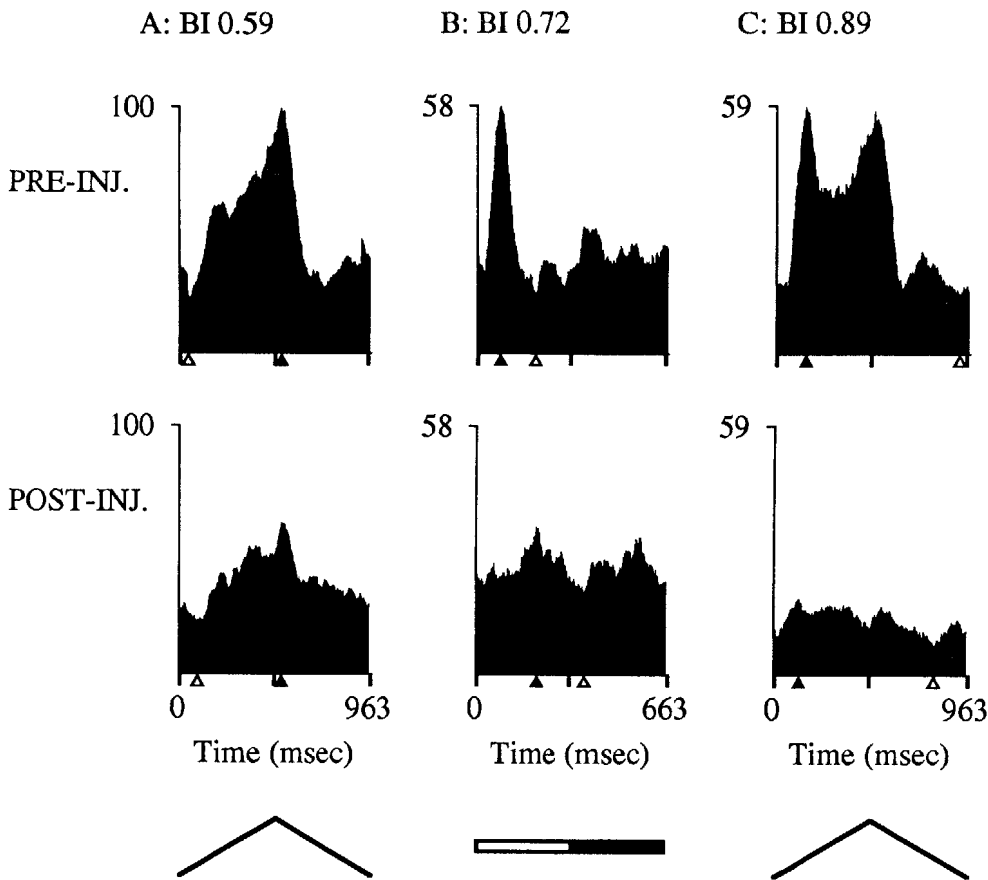 A: BI 0.59 B: BI 0.72 C: BI 0.89
100 58 59
PRE-INJ.
100 58 59
POST-INJ.
0 963 0 663 0 963
Time (msec) Time (msec) Time (msec)